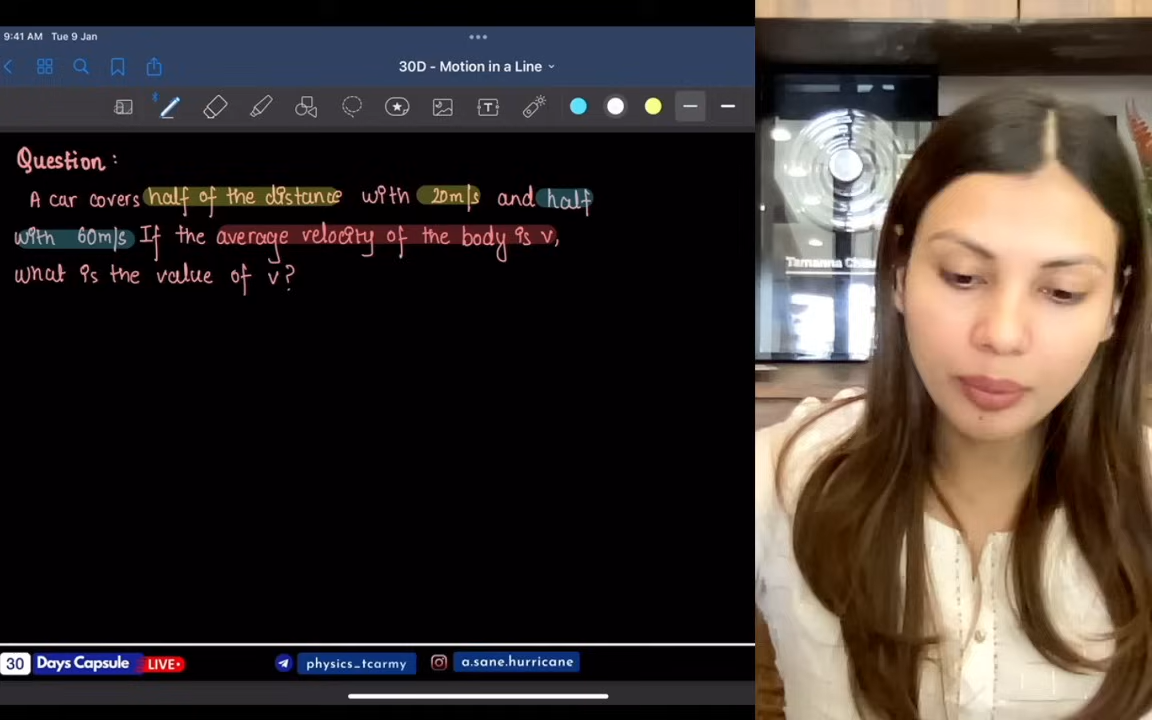 9:41 AM Tue 9 Jan
30D - Motion in a Line
Question:
A car covers half of the distance with 20m/s and half
with 60m/s If the average velocity of the body is v,
what is the value of v?
Tamanna
30 Days Capsule LIVE
physics_tcarmy
a.sane.hurricane